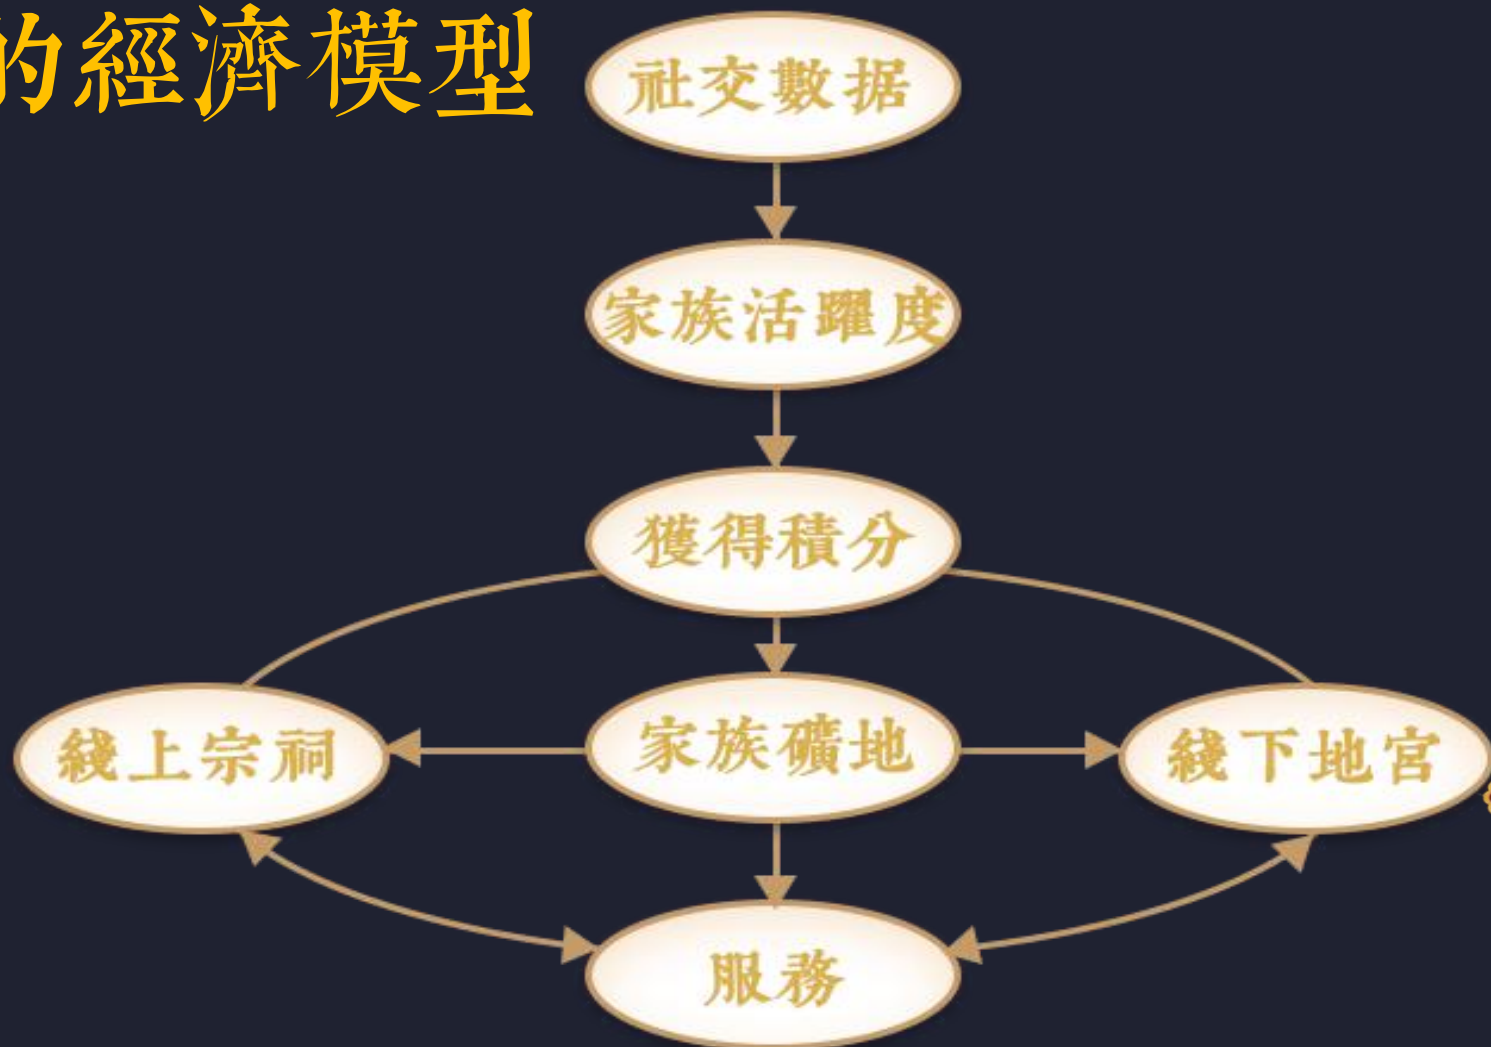 的經濟模型
社交數据
家族活躍度
獲得積分
綫上宗祠
家族礦地
綫下地宮
服務